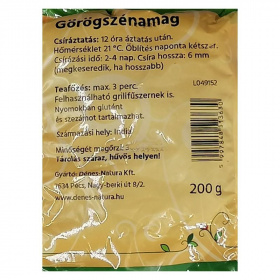 Görögszénamag
Csíráztatás: 12 óra áztatás után.
Hőmérséklet 21 °C. Öblítés naponta kétszer.
Csírázási idő: 2-4 nap. Csíra hossza: 6 mm
(megkeseredik, ha hosszabb)
L049152
Teafőzés: max. 3 perc.
Felhasználható grillfűszernek is.
Nyomokban glutént
és szezámot tartalmazhat.
Származási hely: India
Minőségét megőrzi:
Tárolás száraz, hűvös helyen!
Gyártó: Dénes-Natura Kft.
7634 Pécs, Nagy-berki út 8/2.
www.denes-natura.hu
200 g